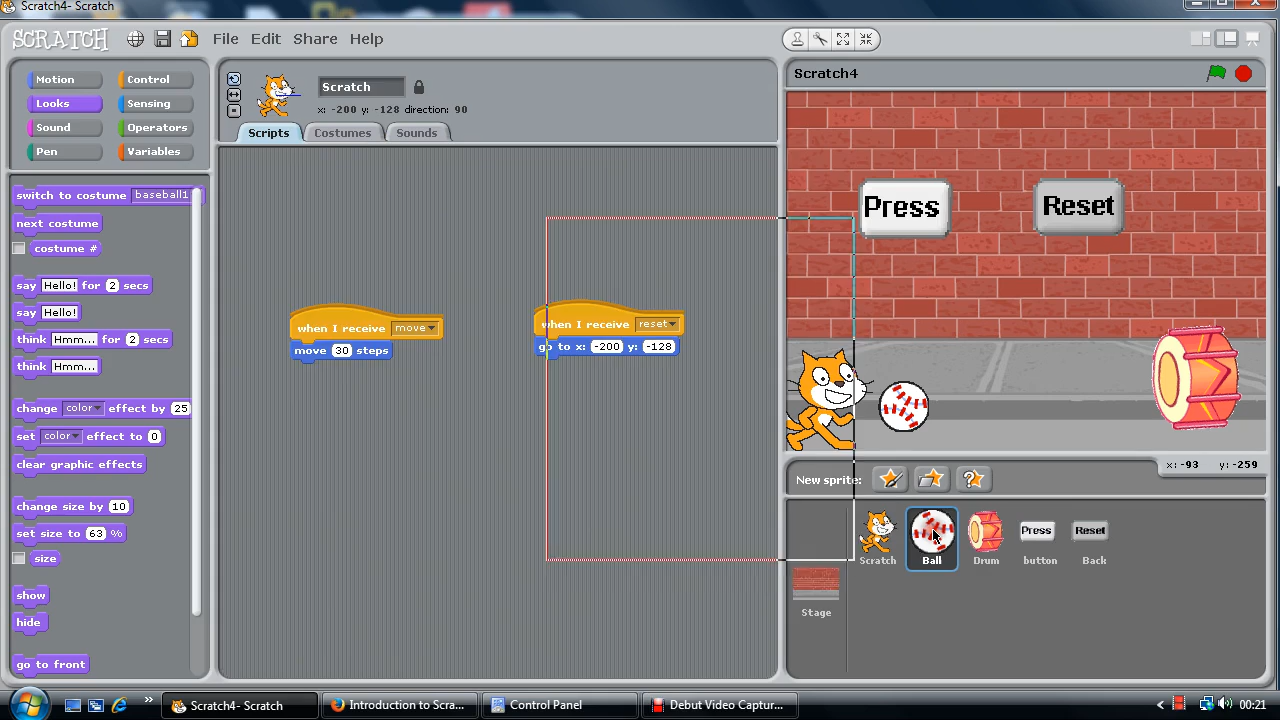 Scratch4- Scratch
SCRATCH
File Edit Share Help
Motion Control
Looks Sensing
Sound Operators
Pen Variables
switch to costume baseball1
next costume
costume #
say Hello! for 2 secs
say Hello!
think Hmm... for 2 secs
think Hmm...
change color effect by 25
set color effect to 0
clear graphic effects
change size by 10
set size to 63 %
size
show
hide
go to front
Scratch
x: -200 y: -128 direction: 90
Scripts Costumes Sounds
when I receive move
move 30 steps
when I receive reset
go to x: -200 y: -128
Scratch4
Press Reset
x: -93 y: -259
New sprite:
Press Reset
Scratch Ball Drum button Back
Stage
Scratch4- Scratch
Introduction to Scra...
Control Panel
Debut Video Captur...
00:21